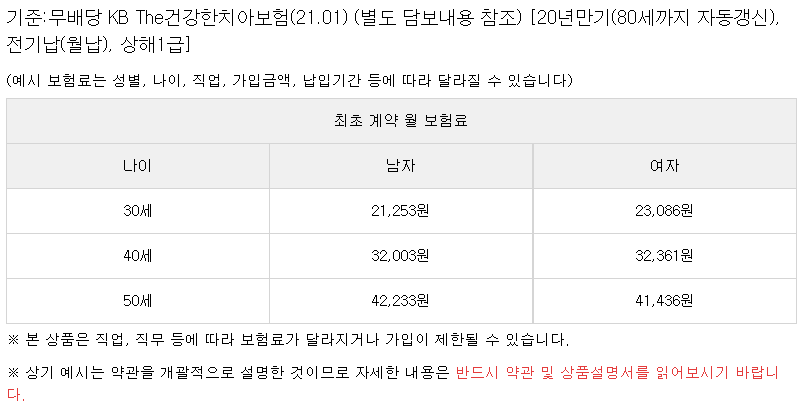 기준:무배당 KB The건강한치아보험(21.01) (별도 담보내용 참조) [20년만기(80세까지 자동갱신),
전기납(월납), 상해1급]
(예시 보험료는 성별, 나이, 직업, 가입금액, 납입기간 등에 따라 달라질 수 있습니다)
최초 계약 월 보험료
나이 남자 여자
30세 21,253원 23,086원
40세 32,003원 32,361원
50세 42,233원 41,436원
※ 본 상품은 직업, 직무 등에 따라 보험료가 달라지거나 가입이 제한될 수 있습니다.
※ 상기 예시는 약관을 개괄적으로 설명한 것이므로 자세한 내용은 반드시 약관 및 상품설명서를 읽어보시기 바랍니
다.